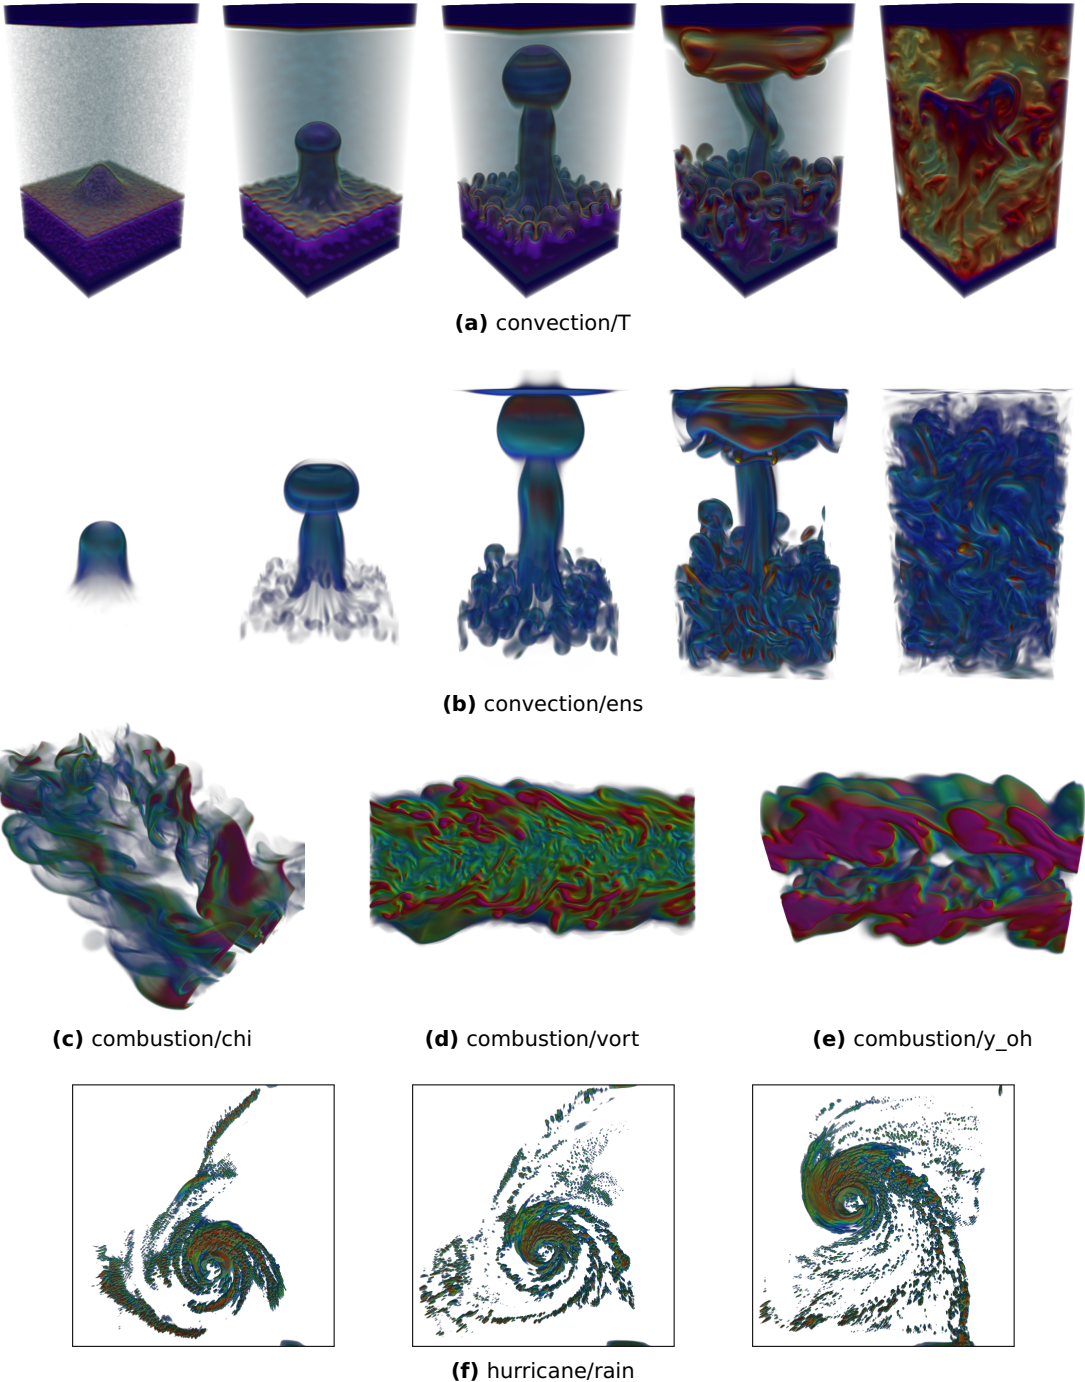 (a) convection/T
(b) convection/ens
(c) combustion/chi
(d) combustion/vort
(e) combustion/y_oh
(f) hurricane/rain